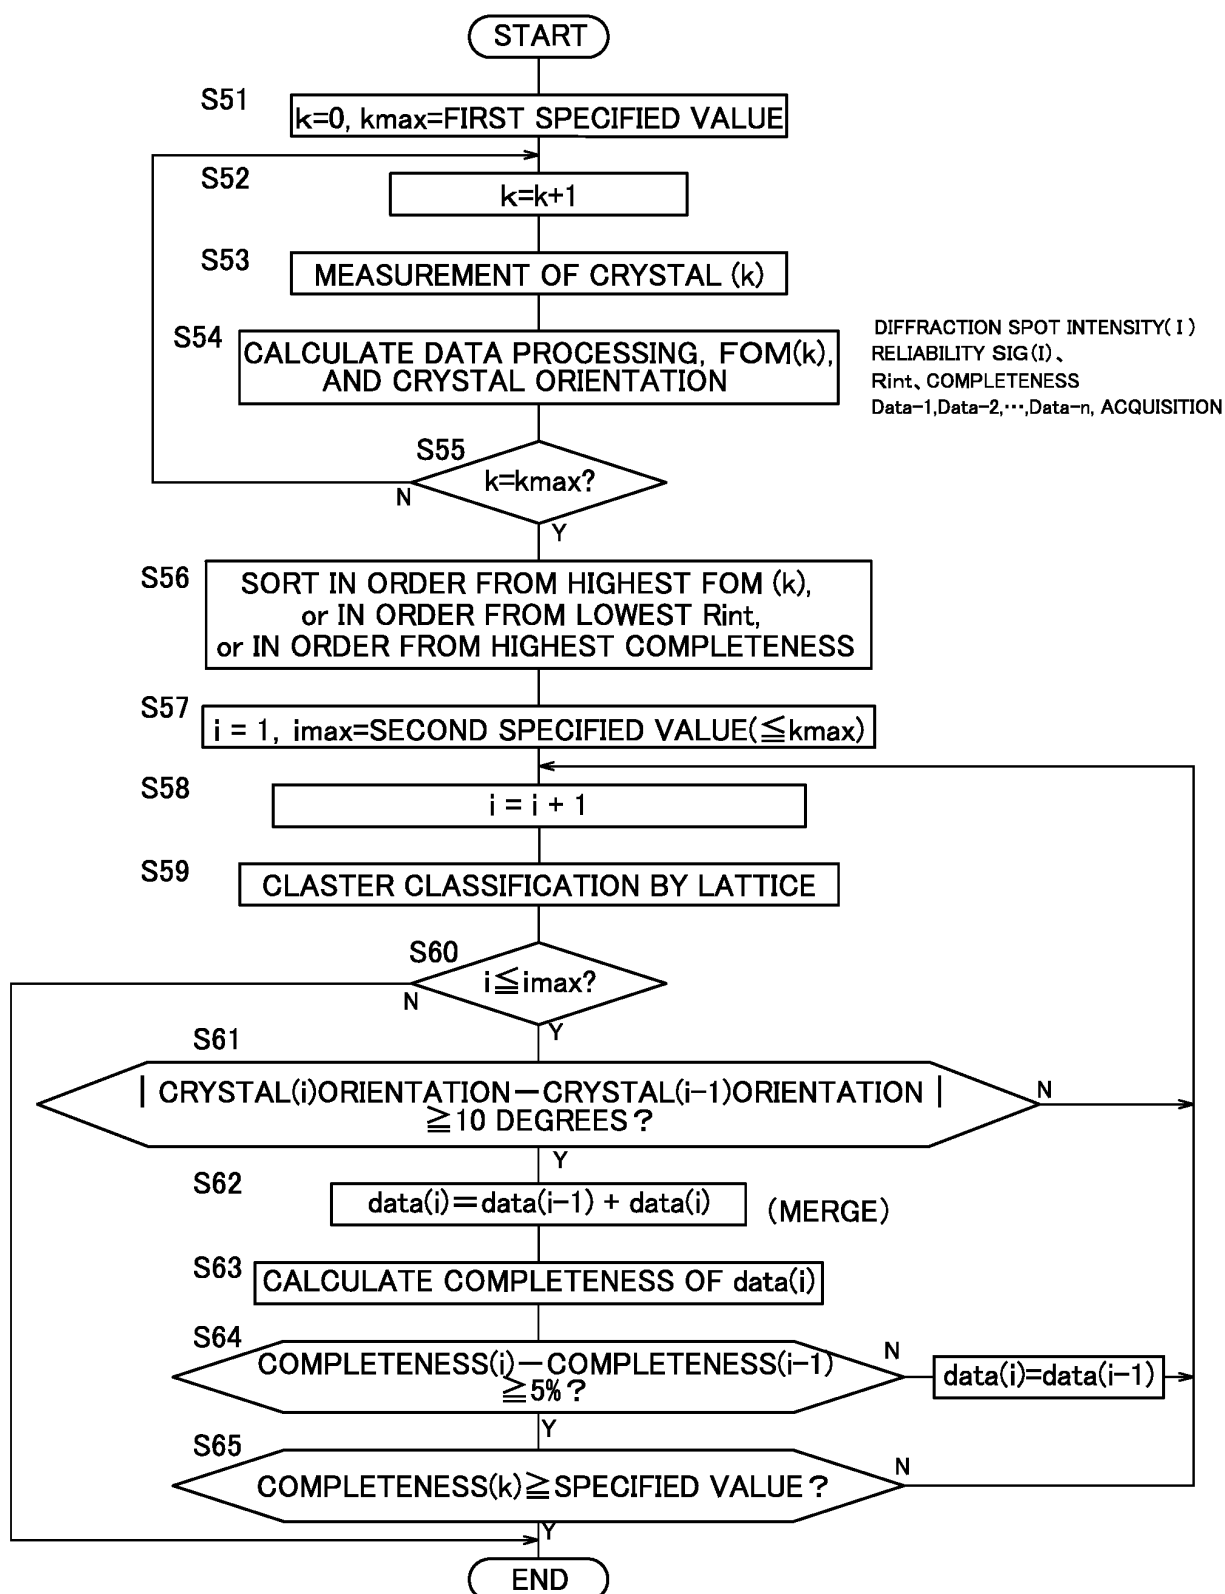 START
S51
k=0, kmax=FIRST SPECIFIED VALUE
S52
k=k+1
S53
MEASUREMENT OF CRYSTAL (k)
S54
CALCULATE DATA PROCESSING, FOM(k),
AND CRYSTAL ORIENTATION
DIFFRACTION SPOT INTENSITY( I )
RELIABILITY SIG(I)、
Rint、COMPLETENESS
Data-1,Data-2,…,Data-n, ACQUISITION
S55
k=kmax?
N
Y
S56
SORT IN ORDER FROM HIGHEST FOM (k),
or IN ORDER FROM LOWEST Rint,
or IN ORDER FROM HIGHEST COMPLETENESS
S57
i = 1, imax=SECOND SPECIFIED VALUE(≦kmax)
S58
i = i + 1
S59
CLASTER CLASSIFICATION BY LATTICE
S60
i≦imax?
N
Y
S61
| CRYSTAL(i)ORIENTATION－CRYSTAL(i-1)ORIENTATION |
≧10 DEGREES？
N
Y
S62
data(i)＝data(i-1) + data(i)
(MERGE)
S63
CALCULATE COMPLETENESS OF data(i)
S64
COMPLETENESS(i)－COMPLETENESS(i-1)
≧5%？
N
data(i)=data(i-1)
Y
S65
COMPLETENESS(k)≧SPECIFIED VALUE？
N
Y
END